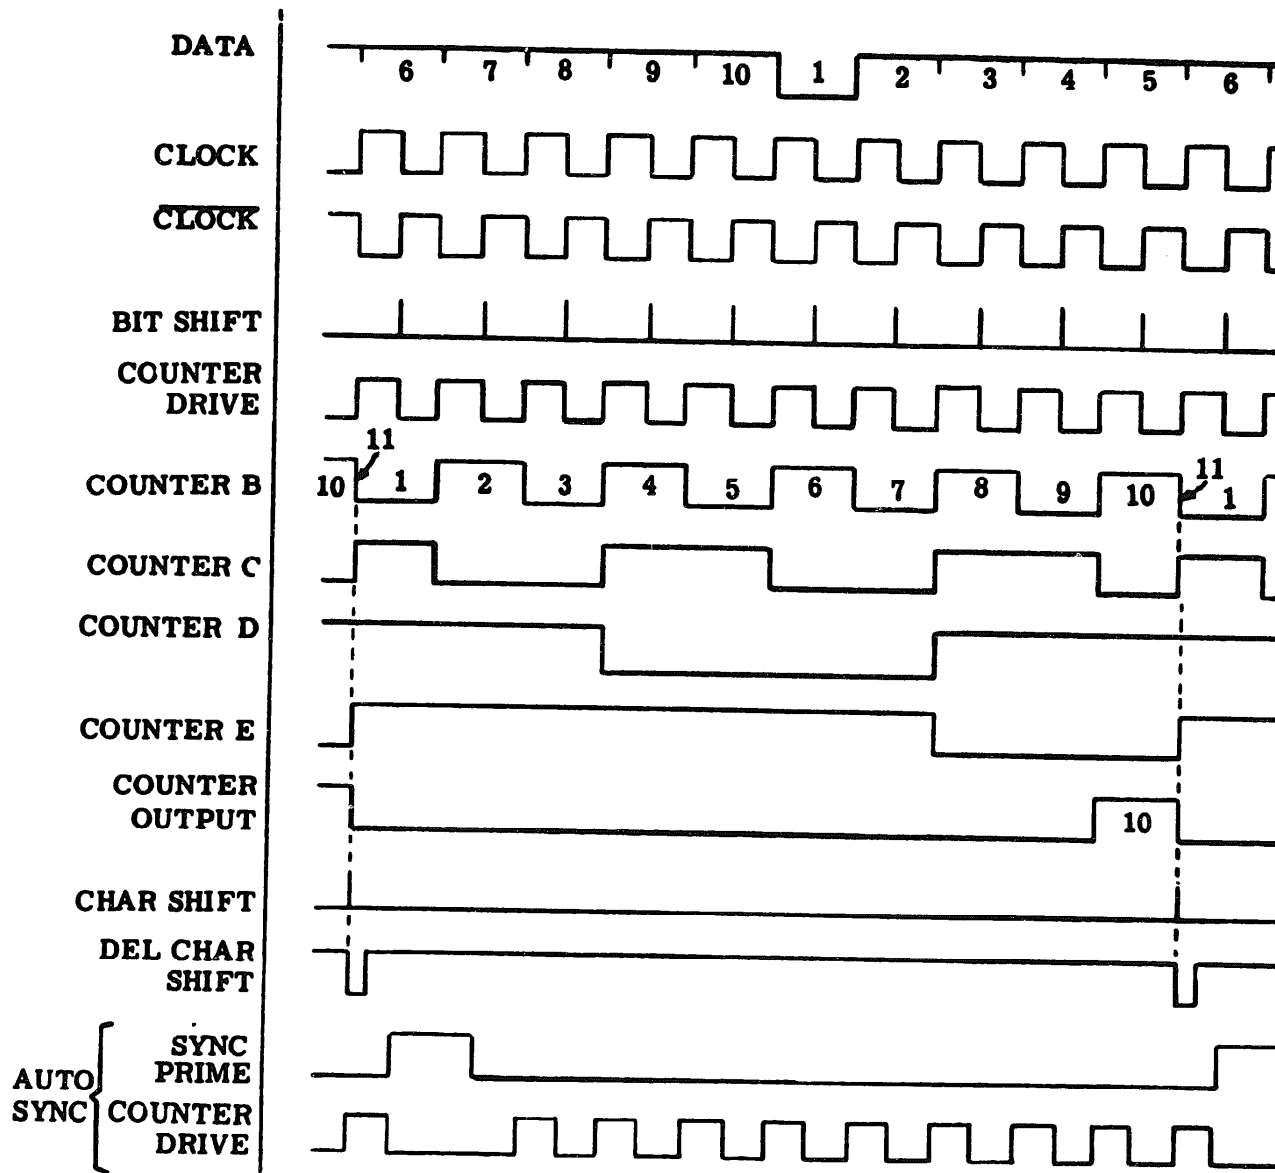 DATA
6 7 8 9 10 1 2 3 4 5 6
CLOCK
CLOCK
BIT SHIFT
COUNTER
DRIVE
11
11
COUNTER B
10 1 2 3 4 5 6 7 8 9 10 1
COUNTER C
COUNTER D
COUNTER E
COUNTER
OUTPUT
10
CHAR SHIFT
DEL CHAR
SHIFT
AUTO
SYNC
SYNC
PRIME
COUNTER
DRIVE